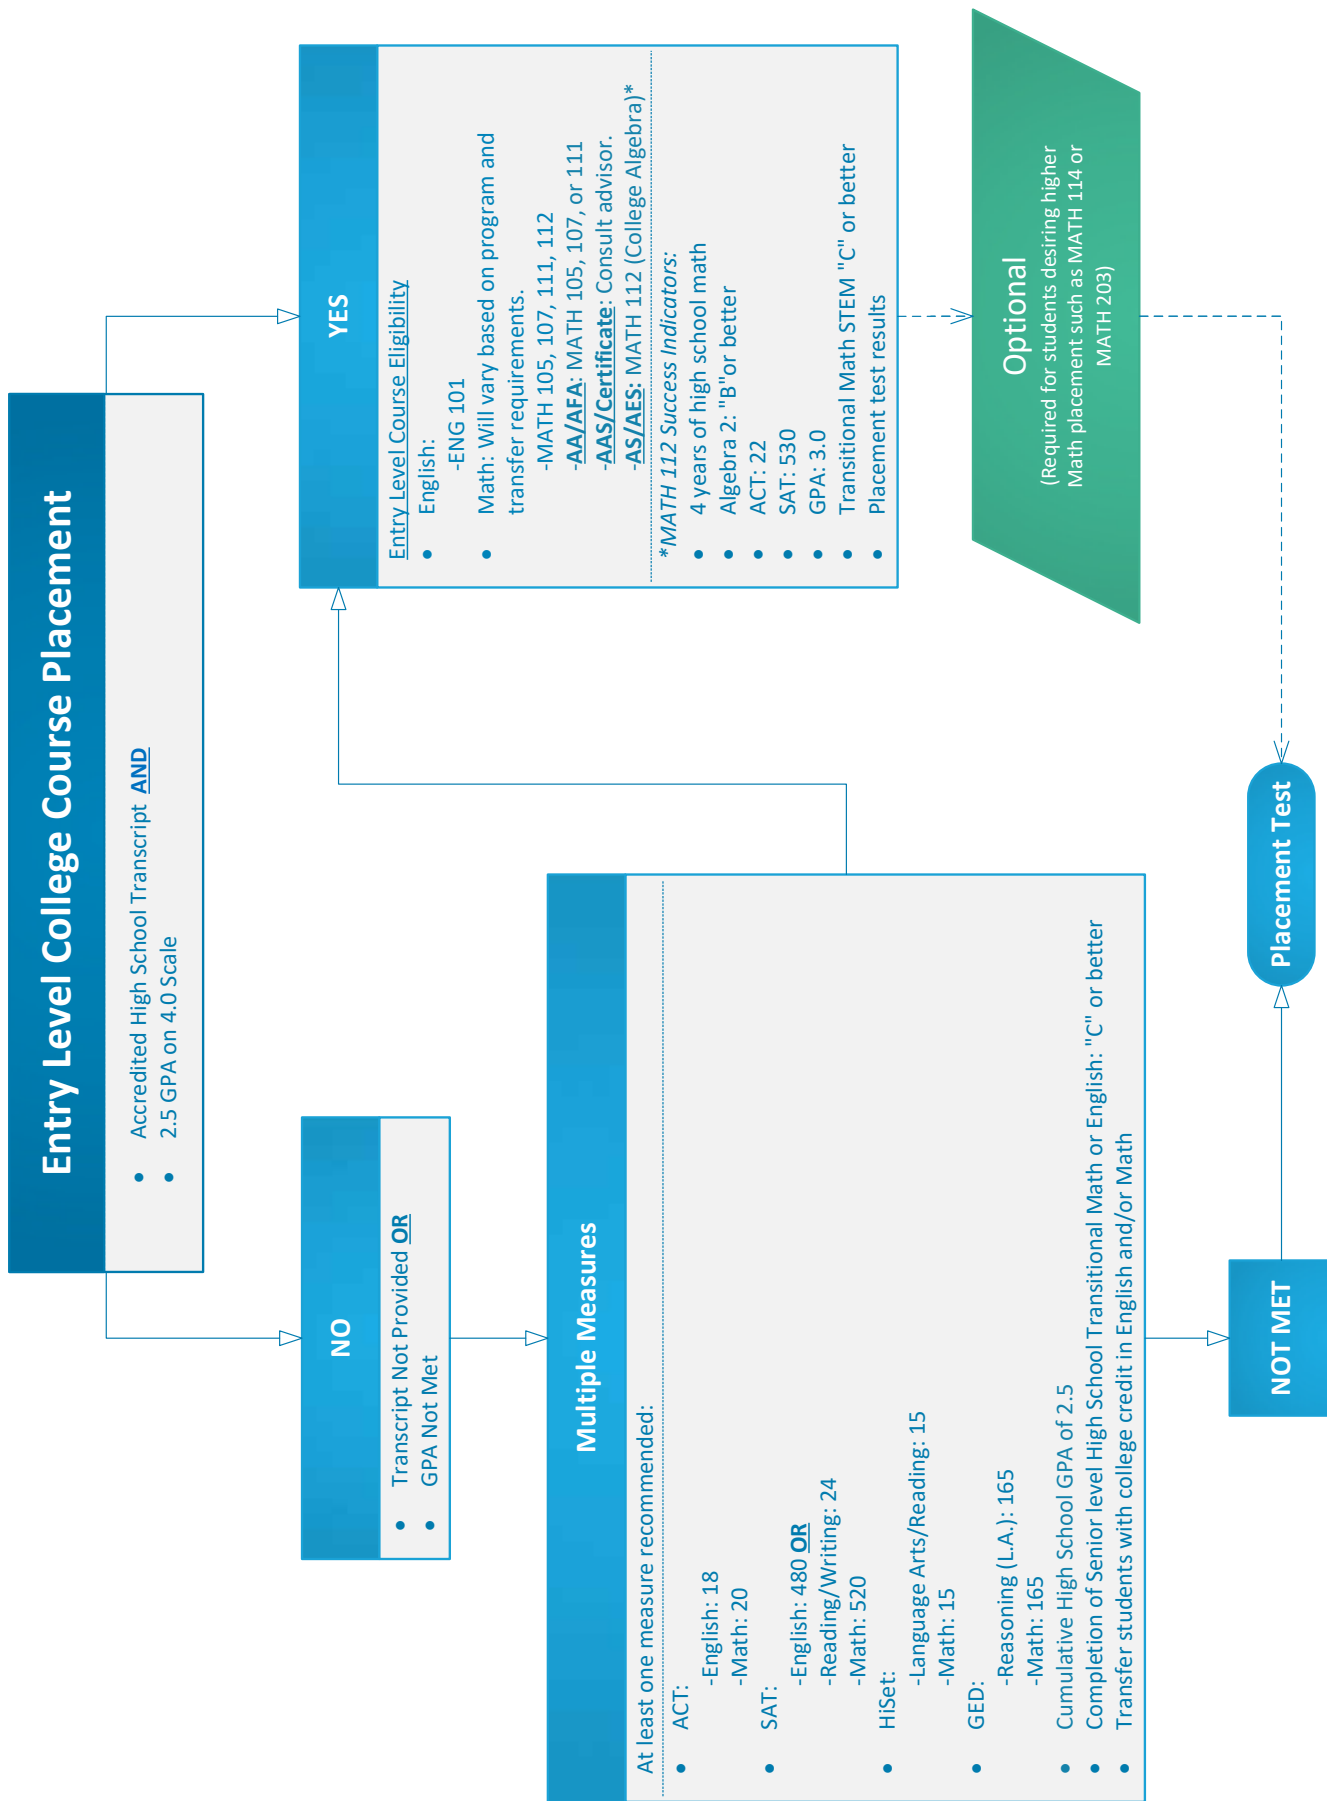 Entry Level College Course Placement
• Accredited High School Transcript AND
• 2.5 GPA on 4.0 Scale
NO
• Transcript Not Provided OR
• GPA Not Met
Multiple Measures
At least one measure recommended:
• ACT:
-English: 18
-Math: 20
• SAT:
-English: 480 OR
-Reading/Writing: 24
-Math: 520
• HiSet:
-Language Arts/Reading: 15
-Math: 15
• GED:
-Reasoning (L.A.): 165
-Math: 165
• Cumulative High School GPA of 2.5
• Completion of Senior level High School Transitional Math or English: "C" or better
• Transfer students with college credit in English and/or Math
NOT MET
Placement Test
YES
Entry Level Course Eligibility
• English:
-ENG 101
• Math: Will vary based on program and
transfer requirements.
-MATH 105, 107, 111, 112
-AA/AFA: MATH 105, 107, or 111
-AAS/Certificate: Consult advisor.
-AS/AES: MATH 112 (College Algebra)*
*MATH 112 Success Indicators:
• 4 years of high school math
• Algebra 2: "B"or better
• ACT: 22
• SAT: 530
• GPA: 3.0
• Transitional Math STEM "C" or better
• Placement test results
Optional
(Required for students desiring higher
Math placement such as MATH 114 or
MATH 203)